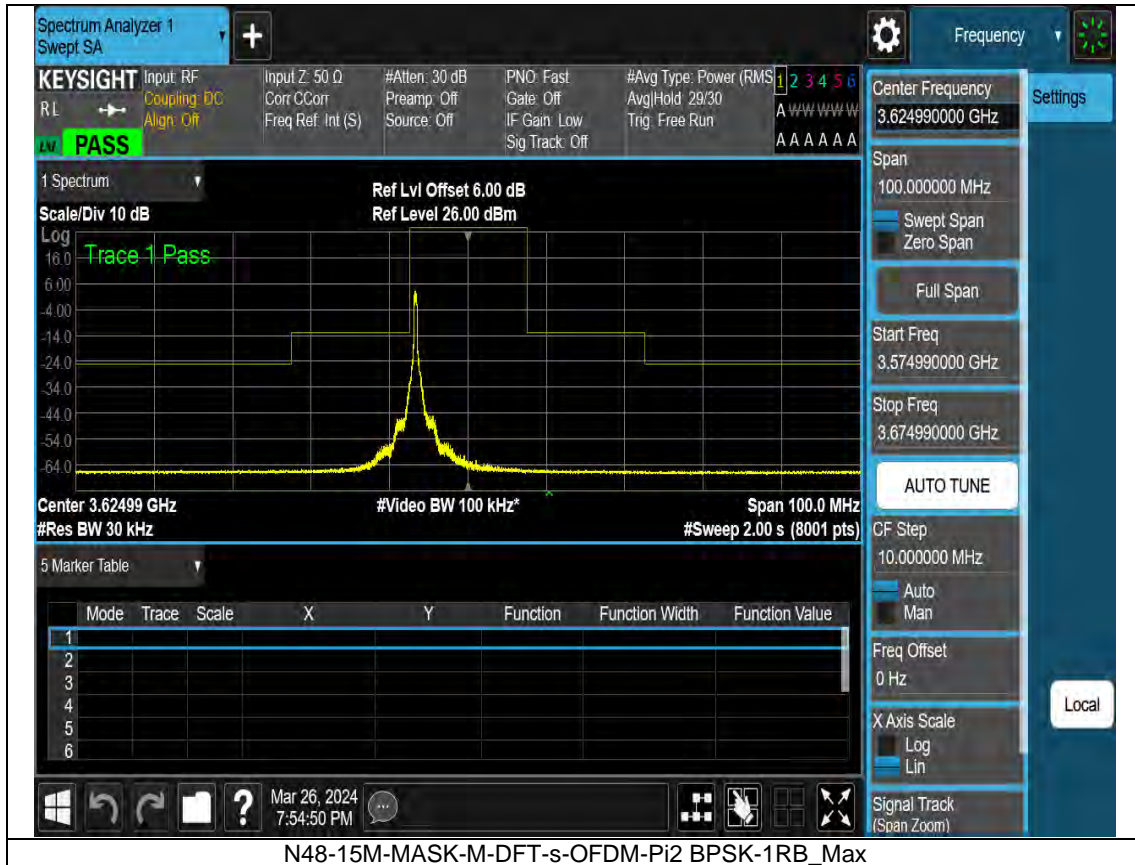 Spectrum Analyzer 1
Swept SA
+
Frequency
KEYSIGHT
RL
PASS
Input: RF
Coupling: DC
Align: Off
Input Z: 50 Ω
Corr CCorr
Freq Ref: Int (S)
#Atten: 30 dB
Preamp: Off
Source: Off
PNO: Fast
Gate: Off
IF Gain: Low
Sig Track: Off
#Avg Type: Power (RMS
Avg|Hold: 29/30
Trig: Free Run
1 2 3 4 5 6
A W W W W W
A A A A A A
1 Spectrum
Ref Lvl Offset 6.00 dB
Scale/Div 10 dB
Ref Level 26.00 dBm
Log
Trace 1 Pass
16.0
6.00
-4.00
-14.0
-24.0
-34.0
-44.0
-54.0
-64.0
Center 3.62499 GHz
#Video BW 100 kHz*
Span 100.0 MHz
#Res BW 30 kHz
#Sweep 2.00 s (8001 pts)
5 Marker Table
Mode Trace Scale X Y Function Function Width Function Value
1
2
3
4
5
6
Mar 26, 2024
7:54:50 PM
?
Center Frequency
3.624990000 GHz
Settings
Span
100.000000 MHz
Swept Span
Zero Span
Full Span
Start Freq
3.574990000 GHz
Stop Freq
3.674990000 GHz
AUTO TUNE
CF Step
10.000000 MHz
Auto
Man
Freq Offset
0 Hz
Local
X Axis Scale
Log
Lin
Signal Track
(Span Zoom)
N48-15M-MASK-M-DFT-s-OFDM-Pi2 BPSK-1RB_Max